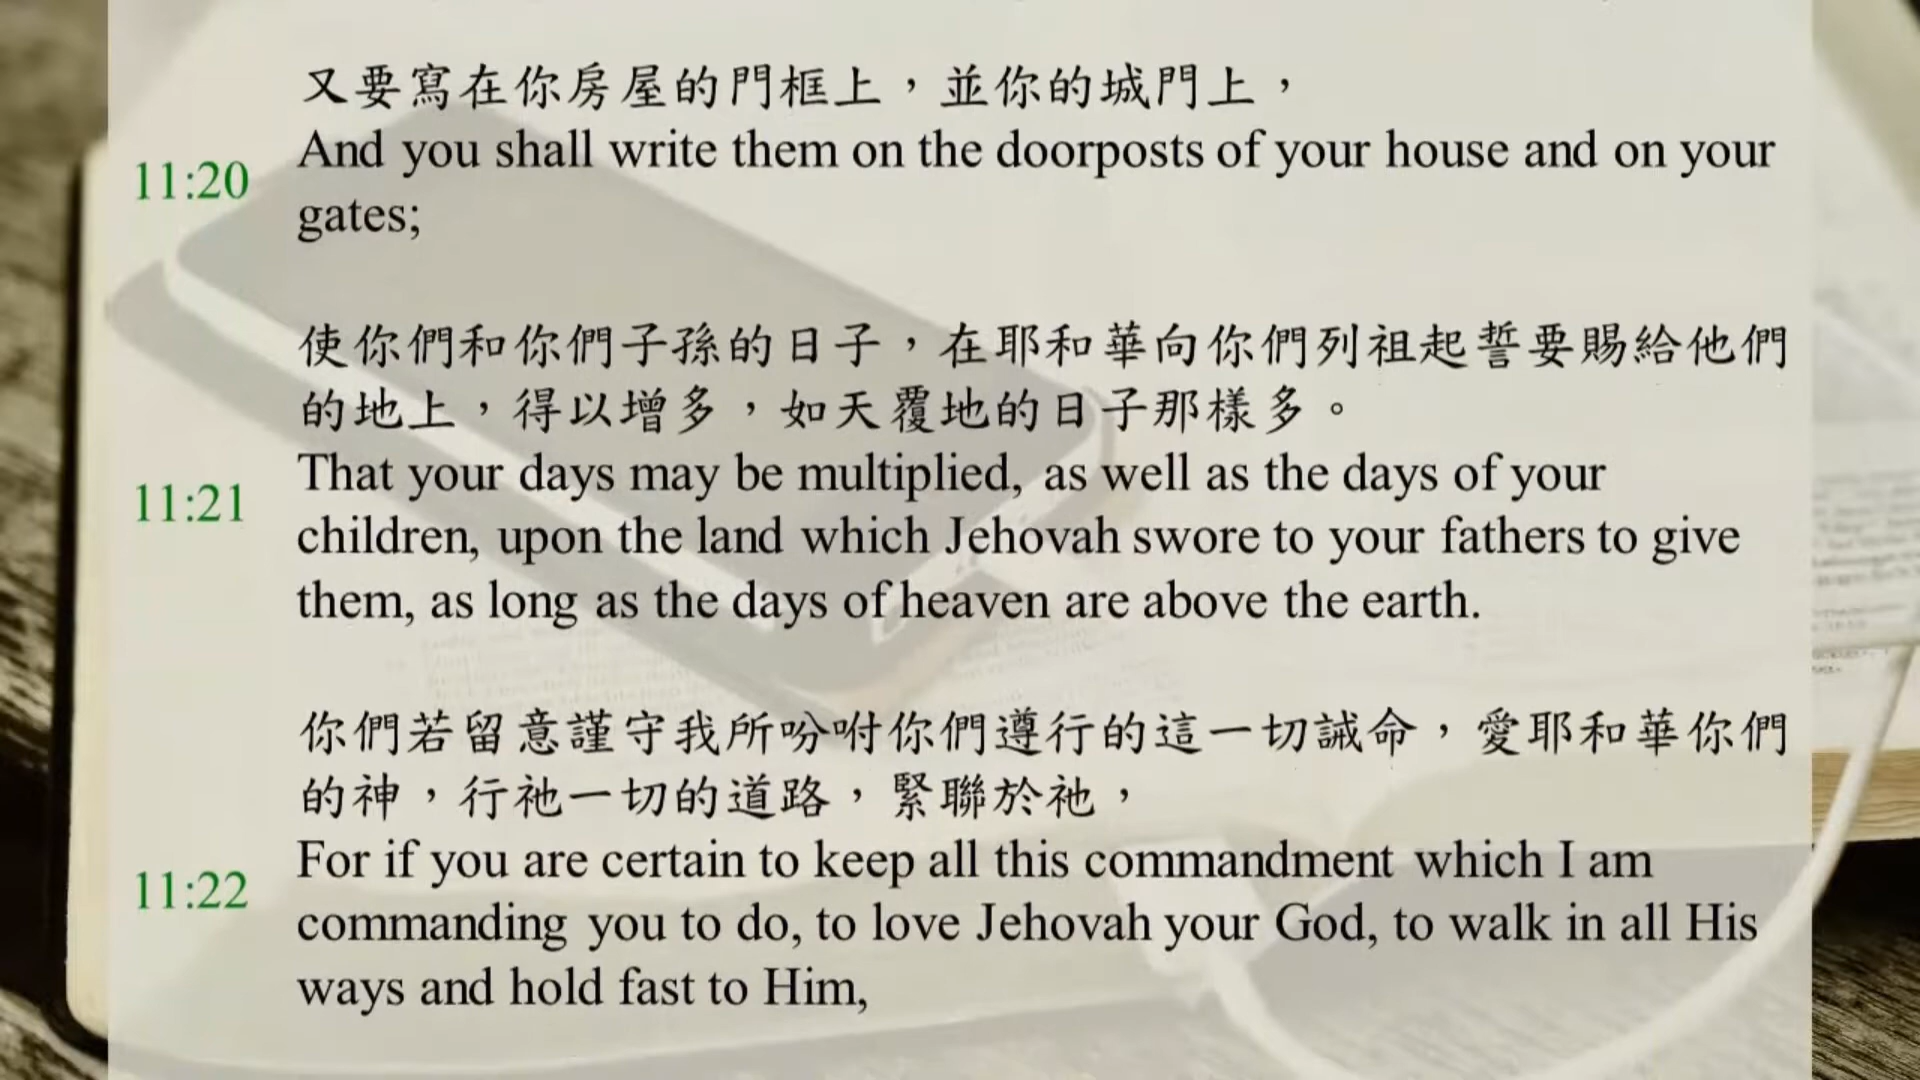 又要寫在你房屋的門框上，並你的城門上，
And you shall write them on the doorposts of your house and on your
11:20
gates;
使你們和你們子孫的日子，在耶和華向你們列祖起誓要賜給他們
的地上，得以增多，如天覆地的日子那樣多。
That your days may be multiplied, as well as the days of your
11:21
children, upon the land which Jehovah swore to your fathers to give
them, as long as the days of heaven are above the earth.
你們若留意謹守我所吩咐你們遵行的這一切誡命，愛耶和華你們
的神，行祂一切的道路，緊聯於祂，
For if you are certain to keep all this commandment which I am
11:22
commanding you to do, to love Jehovah your God, to walk in all His
ways and hold fast to Him,